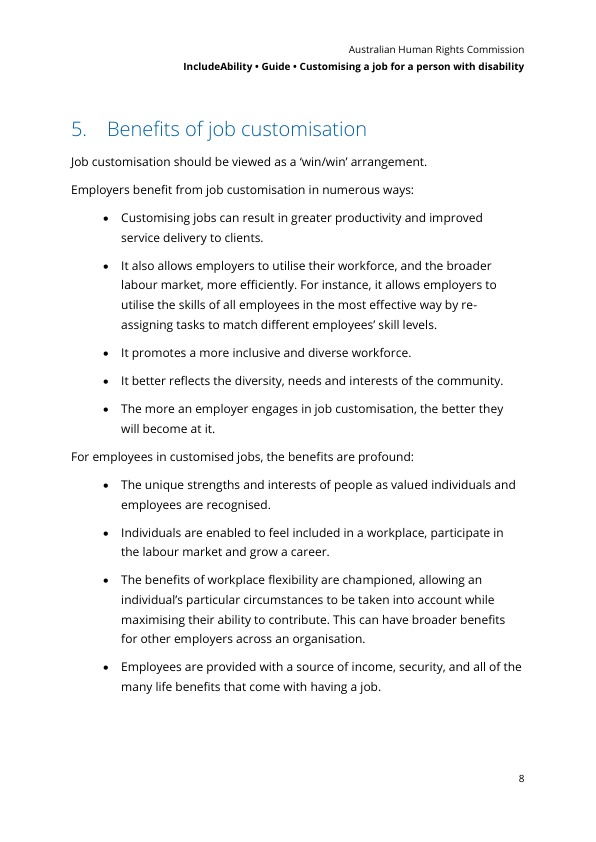 Australian Human Rights Commission
IncludeAbility • Guide • Customising a job for a person with disability
5. Benefits of job customisation
Job customisation should be viewed as a ‘win/win’ arrangement.
Employers benefit from job customisation in numerous ways:
• Customising jobs can result in greater productivity and improved
service delivery to clients.
• It also allows employers to utilise their workforce, and the broader
labour market, more efficiently. For instance, it allows employers to
utilise the skills of all employees in the most effective way by re-
assigning tasks to match different employees’ skill levels.
• It promotes a more inclusive and diverse workforce.
• It better reflects the diversity, needs and interests of the community.
• The more an employer engages in job customisation, the better they
will become at it.
For employees in customised jobs, the benefits are profound:
• The unique strengths and interests of people as valued individuals and
employees are recognised.
• Individuals are enabled to feel included in a workplace, participate in
the labour market and grow a career.
• The benefits of workplace flexibility are championed, allowing an
individual’s particular circumstances to be taken into account while
maximising their ability to contribute. This can have broader benefits
for other employers across an organisation.
• Employees are provided with a source of income, security, and all of the
many life benefits that come with having a job.
8